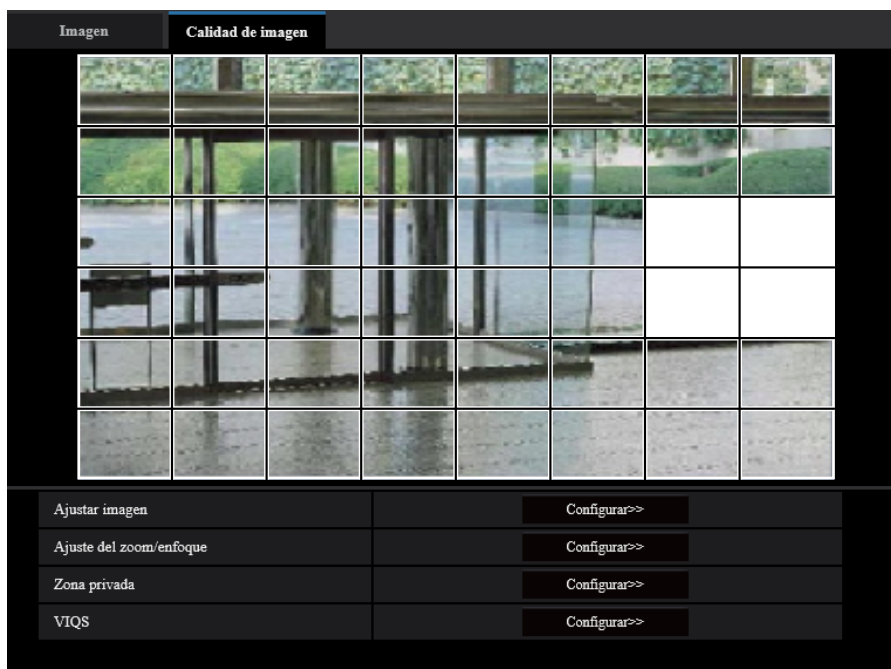 Imagen
Calidad de imagen
Ajustar imagen
Configurar>>
Ajuste del zoom/enfoque
Configurar>>
Zona privada
Configurar>>
VIQS
Configurar>>